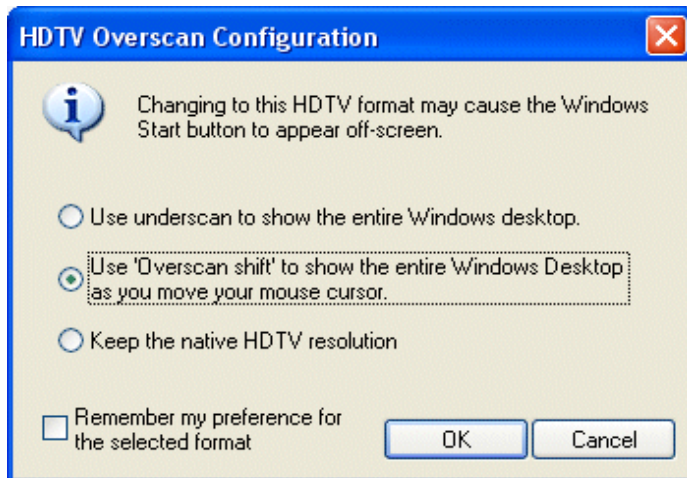 HDTV Overscan Configuration
Changing to this HDTV format may cause the Windows
Start button to appear off-screen.
Use underscan to show the entire Windows desktop.
Use 'Overscan shift' to show the entire Windows Desktop
as you move your mouse cursor.
Keep the native HDTV resolution
Remember my preference for
the selected format
OK
Cancel